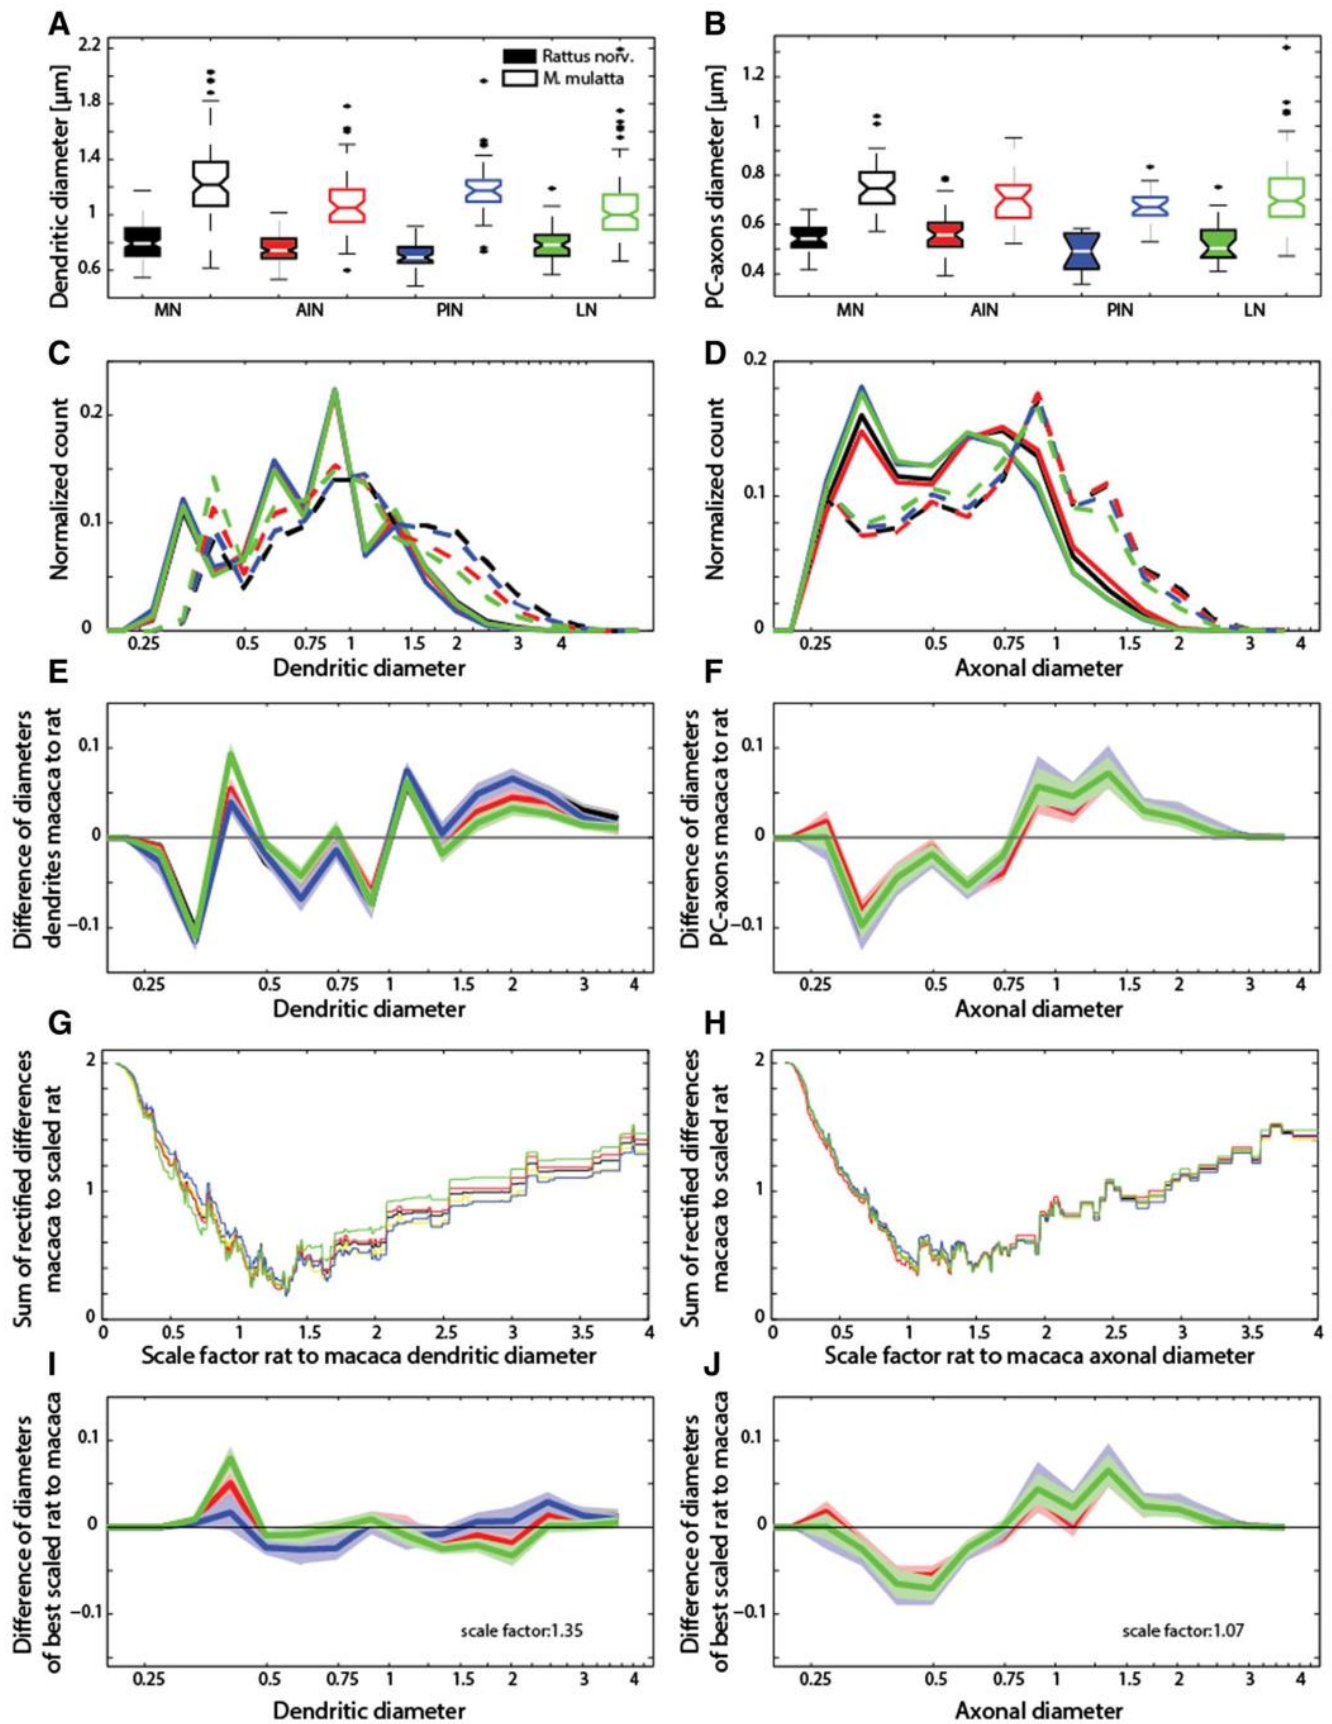 A
Dendritic diameter [μm]
2.2
1.8
1.4
1
0.6
Rattus norv.
M. mulatta
MN
AIN
PIN
LN
B
PC-axons diameter [μm]
1.2
1
0.8
0.6
0.4
MN
AIN
PIN
LN
C
Normalized count
0.2
0.1
0
0.25
0.5
0.75
1
1.5
2
3
4
Dendritic diameter
D
Normalized count
0.2
0.1
0
0.25
0.5
0.75
1
1.5
2
3
4
Axonal diameter
E
Difference of diameters
dendrites macaca to rat
0.1
0
−0.1
0.25
0.5
0.75
1
1.5
2
3
4
Dendritic diameter
F
Difference of diameters
PC-axons macaca to rat
0.1
0
−0.1
0.25
0.5
0.75
1
1.5
2
3
4
Axonal diameter
G
Sum of rectified differences
macaca to scaled rat
2
1
0
0
0.5
1
1.5
2
2.5
3
3.5
4
Scale factor rat to macaca dendritic diameter
H
Sum of rectified differences
macaca to scaled rat
2
1
0
0
0.5
1
1.5
2
2.5
3
3.5
4
Scale factor rat to macaca axonal diameter
I
Difference of diameters
of best scaled rat to macaca
0.1
0
−0.1
scale factor:1.35
0.25
0.5
0.75
1
1.5
2
3
4
Dendritic diameter
J
Difference of diameters
of best scaled rat to macaca
0.1
0
−0.1
scale factor:1.07
0.25
0.5
0.75
1
1.5
2
3
4
Axonal diameter